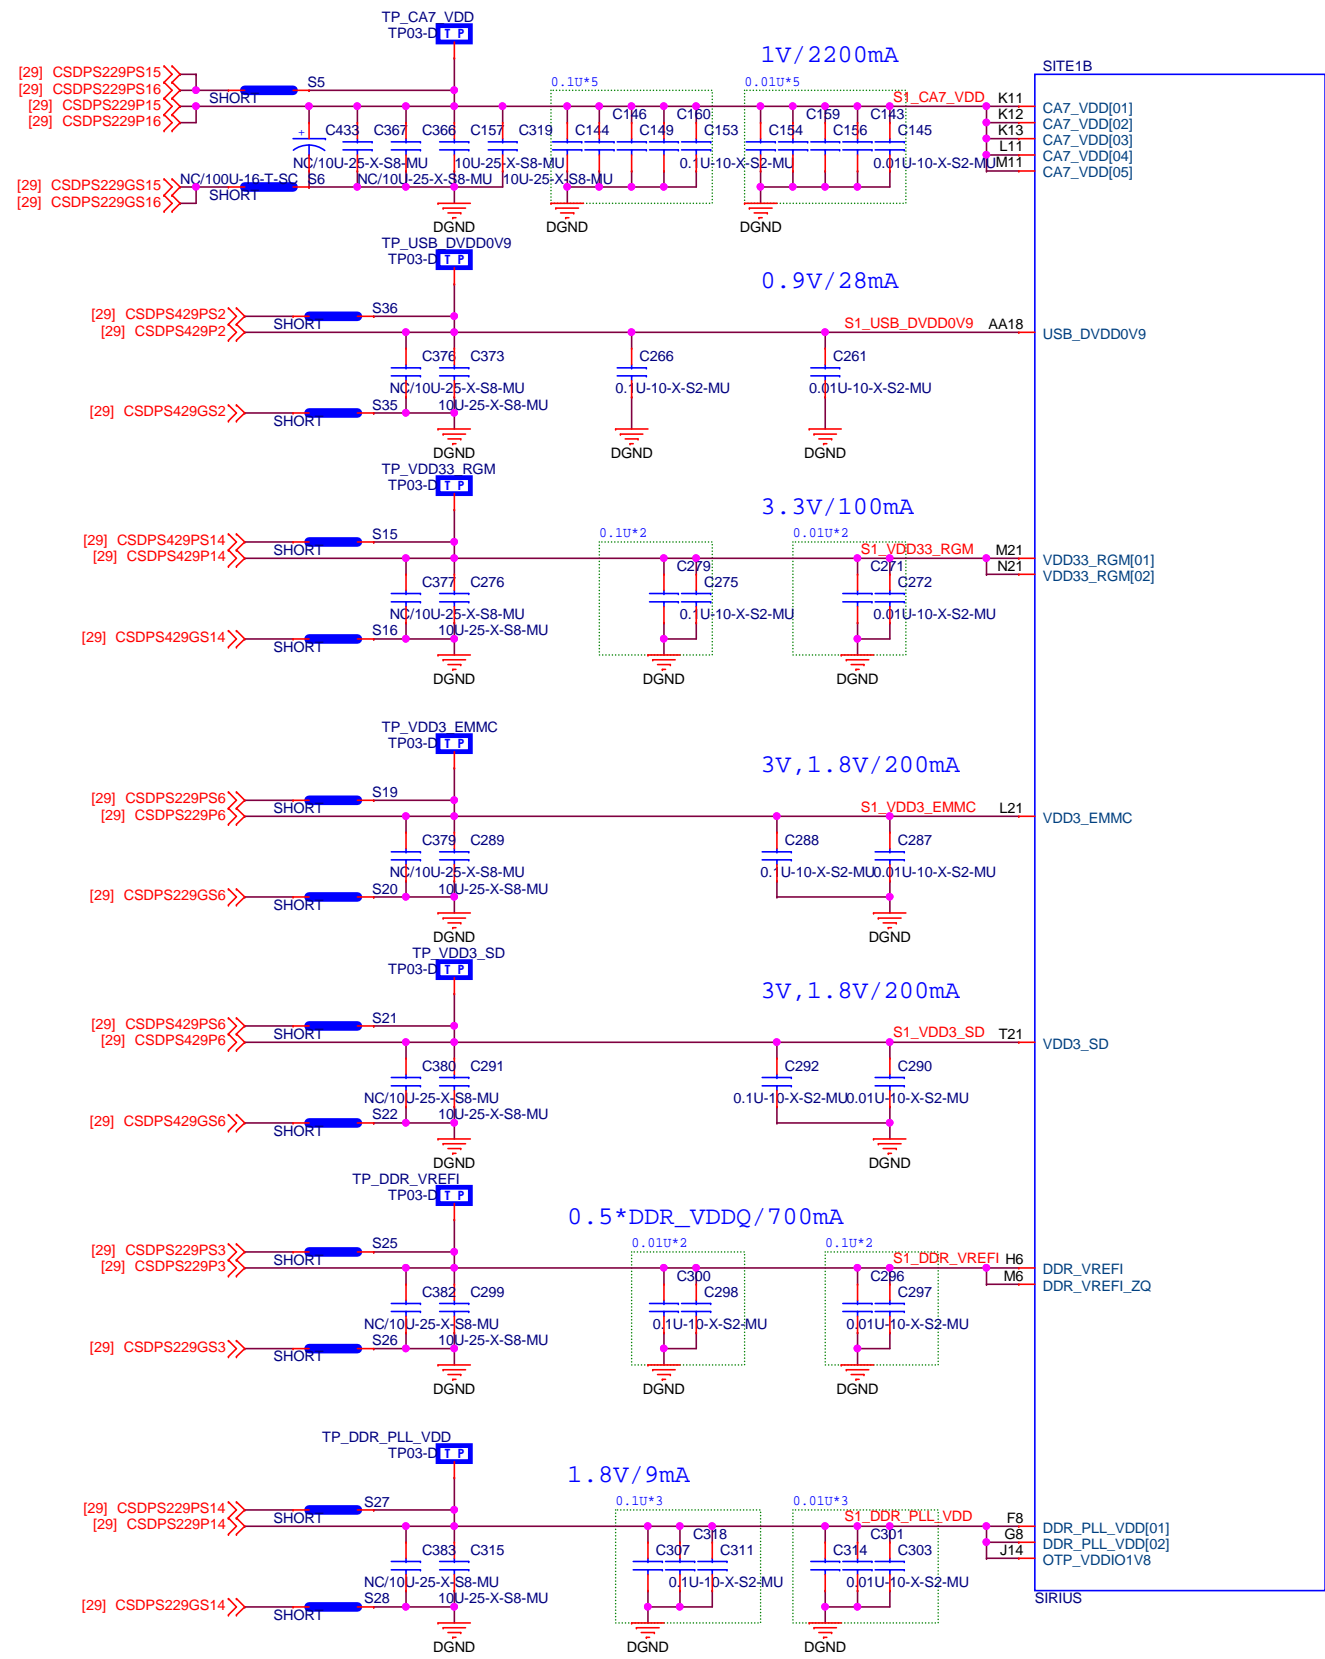 TP_CA7_VDD
TP03-D T P
1V/2200mA
SITE1B
[29] CSDPS229PS15
[29] CSDPS229PS16
[29] CSDPS229P15
[29] CSDPS229P16
S5
SHORT
0.1U*5
0.01U*5
S1_CA7_VDD
K11
K12
K13
L11
M11
CA7_VDD[01]
CA7_VDD[02]
CA7_VDD[03]
CA7_VDD[04]
CA7_VDD[05]
C146 C160 C159 C143
+ C433 C367 C366 C157 C319 C144 C149 C153 C154 C156 C145
NC/10U-25-X-S8-MU 10U-25-X-S8-MU 0.1U-10-X-S2-MU 0.01U-10-X-S2-MU
NC/100U-16-T-SC S6 NC/10U-25-X-S8-MU 10U-25-X-S8-MU
[29] CSDPS229GS15
[29] CSDPS229GS16
SHORT
DGND DGND DGND
TP_USB_DVDD0V9
TP03-D T P
0.9V/28mA
[29] CSDPS429PS2
[29] CSDPS429P2
S36
SHORT
S1_USB_DVDD0V9 AA18 USB_DVDD0V9
C376 C373 C266 C261
NC/10U-25-X-S8-MU 0.1U-10-X-S2-MU 0.01U-10-X-S2-MU
[29] CSDPS429GS2 S35 10U-25-X-S8-MU
SHORT
DGND DGND DGND
TP_VDD33_RGM
TP03-D T P
3.3V/100mA
[29] CSDPS429PS14
[29] CSDPS429P14
S15
SHORT
0.1U*2
0.01U*2
S1_VDD33_RGM
M21
N21
VDD33_RGM[01]
VDD33_RGM[02]
C279 C271
C377 C276 C275 C272
NC/10U-25-X-S8-MU 0.1U-10-X-S2-MU 0.01U-10-X-S2-MU
[29] CSDPS429GS14 S16 10U-25-X-S8-MU
SHORT
DGND DGND DGND
TP_VDD3_EMMC
TP03-D T P
3V,1.8V/200mA
[29] CSDPS229PS6
[29] CSDPS229P6
S19
SHORT
S1_VDD3_EMMC L21 VDD3_EMMC
C379 C289 C288 C287
NC/10U-25-X-S8-MU 0.1U-10-X-S2-MU 0.01U-10-X-S2-MU
[29] CSDPS229GS6 S20 10U-25-X-S8-MU
SHORT
DGND DGND
TP_VDD3_SD
TP03-D T P
3V,1.8V/200mA
[29] CSDPS429PS6
[29] CSDPS429P6
S21
SHORT
S1_VDD3_SD T21 VDD3_SD
C380 C291 C292 C290
NC/10U-25-X-S8-MU 0.1U-10-X-S2-MU 0.01U-10-X-S2-MU
[29] CSDPS429GS6 S22 10U-25-X-S8-MU
SHORT
DGND DGND
TP_DDR_VREFI
TP03-D T P
0.5*DDR_VDDQ/700mA
[29] CSDPS229PS3
[29] CSDPS229P3
S25
SHORT
0.01U*2
0.1U*2
S1_DDR_VREFI
H6
M6
DDR_VREFI
DDR_VREFI_ZQ
C300 C296
C382 C299 C298 C297
NC/10U-25-X-S8-MU 0.1U-10-X-S2-MU 0.01U-10-X-S2-MU
[29] CSDPS229GS3 S26 10U-25-X-S8-MU
SHORT
DGND DGND DGND
TP_DDR_PLL_VDD
TP03-D T P
1.8V/9mA
[29] CSDPS229PS14
[29] CSDPS229P14
S27
SHORT
0.1U*3
0.01U*3
S1_DDR_PLL_VDD
F8
G8
J14
DDR_PLL_VDD[01]
DDR_PLL_VDD[02]
OTP_VDDIO1V8
C318 C301
C383 C315 C307 C311 C314 C303
NC/10U-25-X-S8-MU 0.1U-10-X-S2-MU 0.01U-10-X-S2-MU
[29] CSDPS229GS14 S28 10U-25-X-S8-MU
SHORT
SIRIUS
DGND DGND DGND